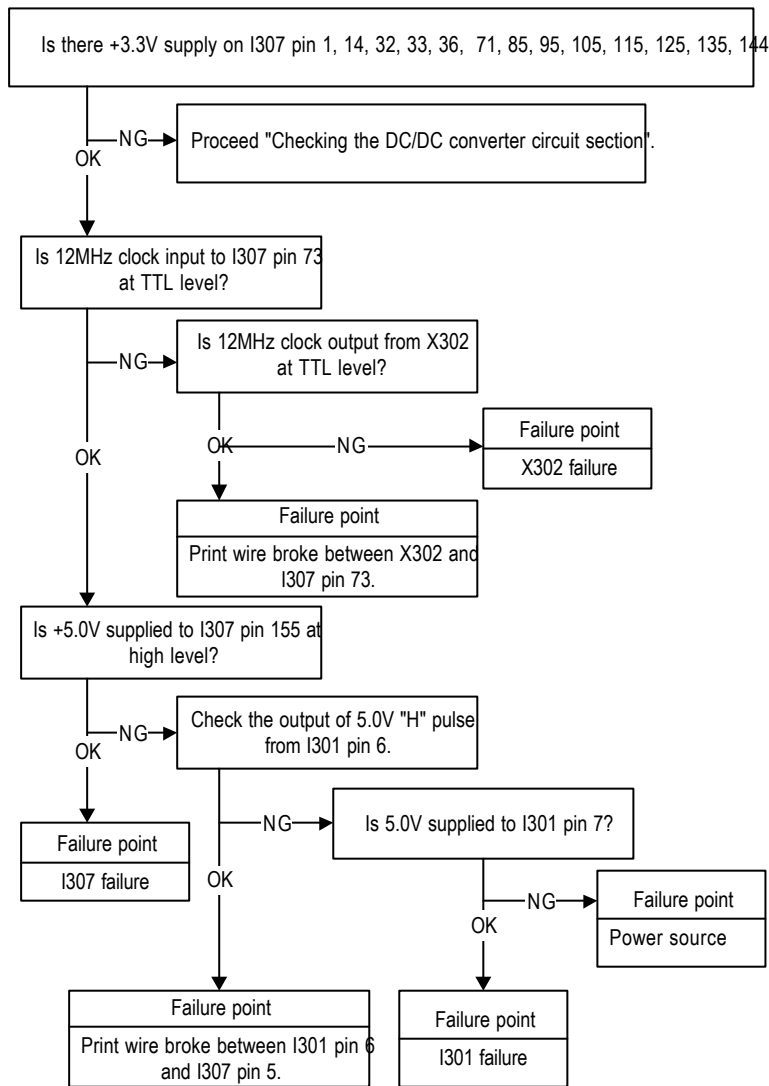 Is there +3.3V supply on I307 pin 1, 14, 32, 33, 36, 71, 85, 95, 105, 115, 125, 135, 144
NG
Proceed "Checking the DC/DC converter circuit section".
OK
Is 12MHz clock input to I307 pin 73
at TTL level?
NG
Is 12MHz clock output from X302
at TTL level?
OK
OK
NG
Failure point
X302 failure
Failure point
Print wire broke between X302 and
I307 pin 73.
Is +5.0V supplied to I307 pin 155 at
high level?
NG
Check the output of 5.0V "H" pulse
from I301 pin 6.
OK
NG
Is 5.0V supplied to I301 pin 7?
Failure point
I307 failure
OK
NG
Failure point
Power source
OK
Failure point
Print wire broke between I301 pin 6
and I307 pin 5.
Failure point
I301 failure